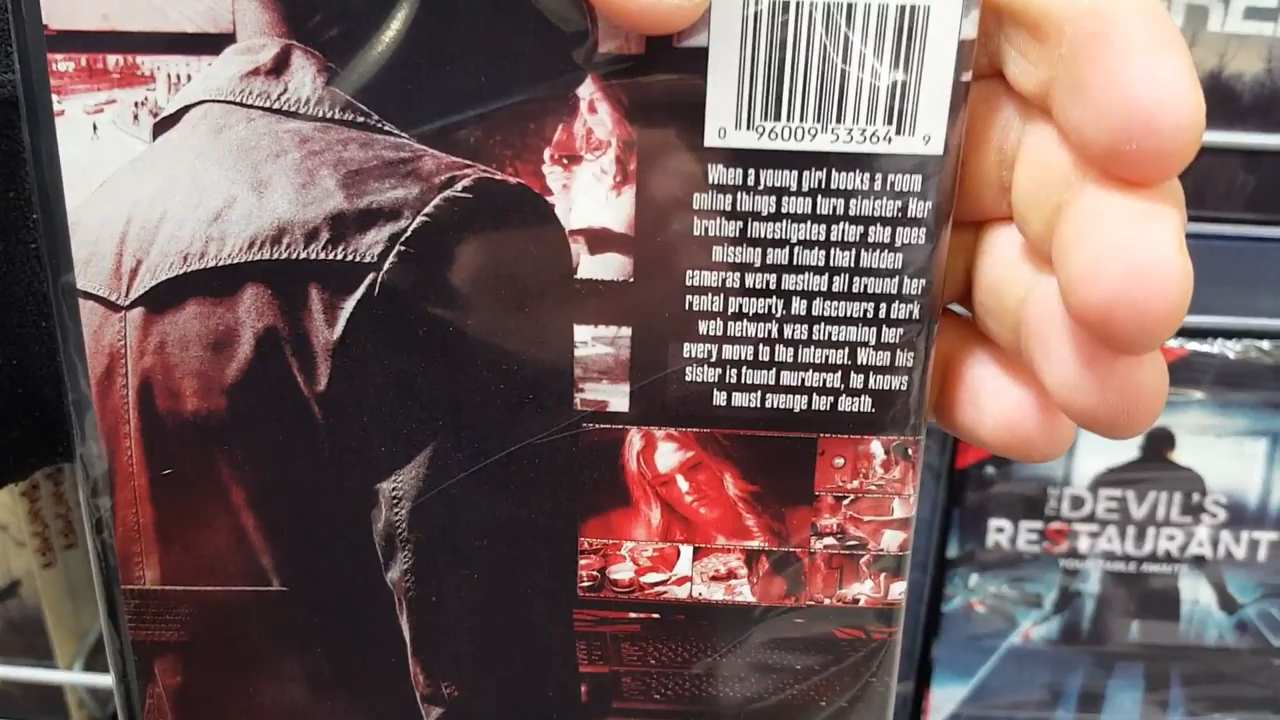 0 96009 53364 9
When a young girl books a room
online things soon turn sinister. Her
brother investigates after she goes
missing and finds that hidden
cameras were nestled all around her
rental property. He discovers a dark
web network was streaming her
every move to the internet. When his
sister is found murdered, he knows
he must avenge her death.
THE
DEVIL'S
RESTAURANT
YOUR TABLE AWAITS